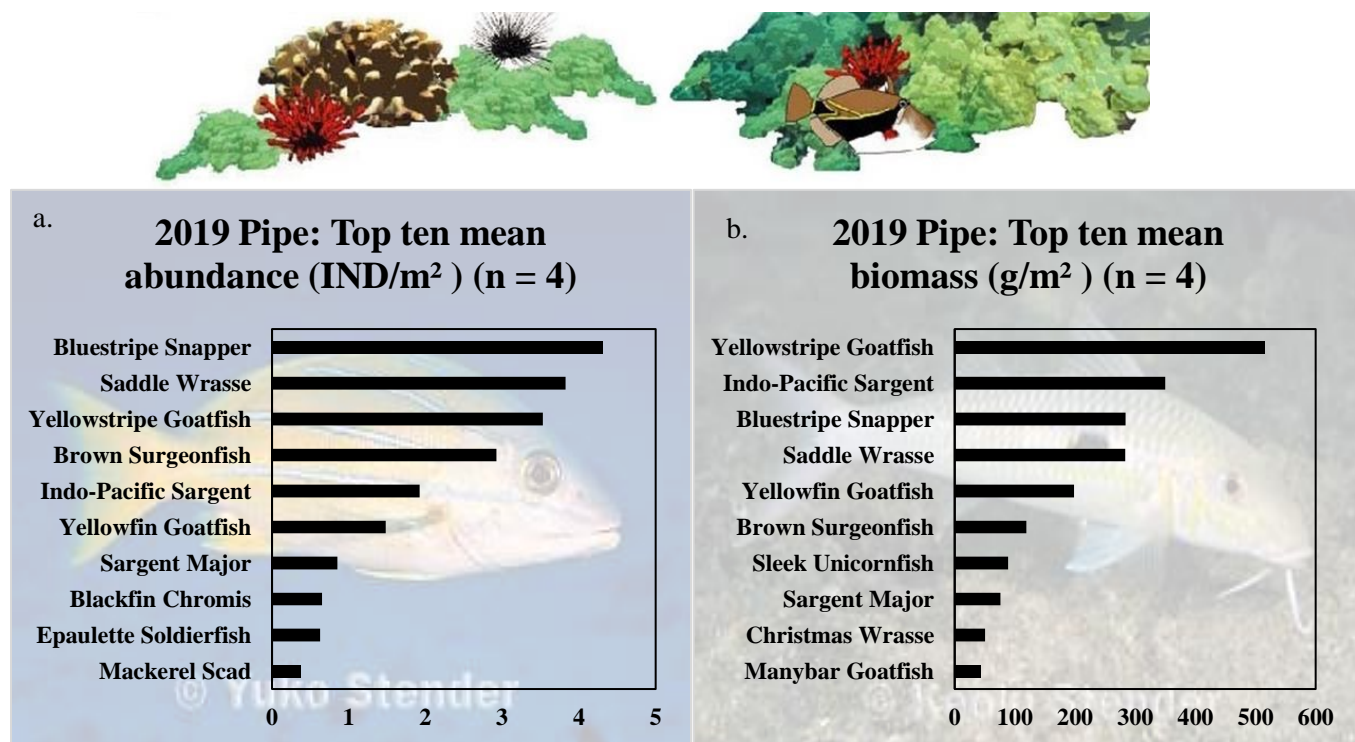 a.
2019 Pipe: Top ten mean
abundance (IND/m² ) (n = 4)
Bluestripe Snapper
Saddle Wrasse
Yellowstripe Goatfish
Brown Surgeonfish
Indo-Pacific Sargent
Yellowfin Goatfish
Sargent Major
Blackfin Chromis
Epaulette Soldierfish
Mackerel Scad
0 1 2 3 4 5
© Yuko Stender
b.
2019 Pipe: Top ten mean
biomass (g/m² ) (n = 4)
Yellowstripe Goatfish
Indo-Pacific Sargent
Bluestripe Snapper
Saddle Wrasse
Yellowfin Goatfish
Brown Surgeonfish
Sleek Unicornfish
Sargent Major
Christmas Wrasse
Manybar Goatfish
0 100 200 300 400 500 600
© Stender